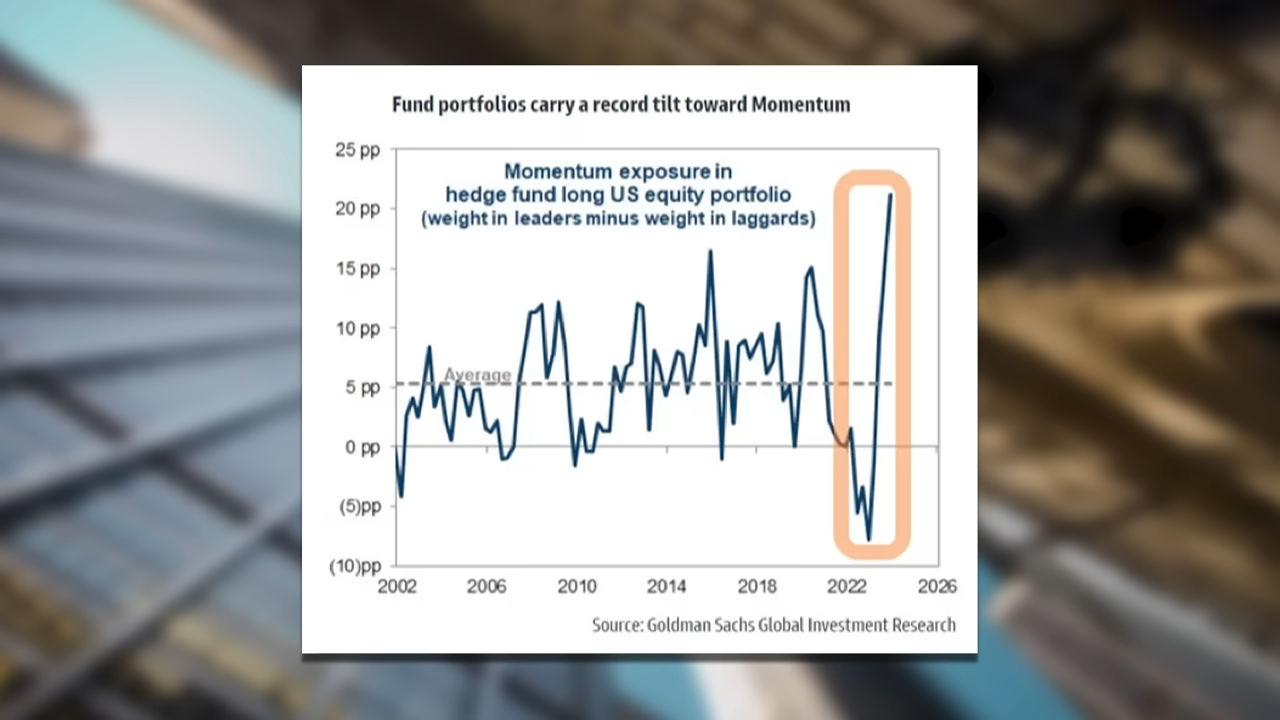 Fund portfolios carry a record tilt toward Momentum
25 pp
Momentum exposure in
hedge fund long US equity portfolio
(weight in leaders minus weight in laggards)
20 pp
15 pp
10 pp
Average
5 pp
0 pp
(5)pp
(10)pp
2002 2006 2010 2014 2018 2022 2026
Source: Goldman Sachs Global Investment Research